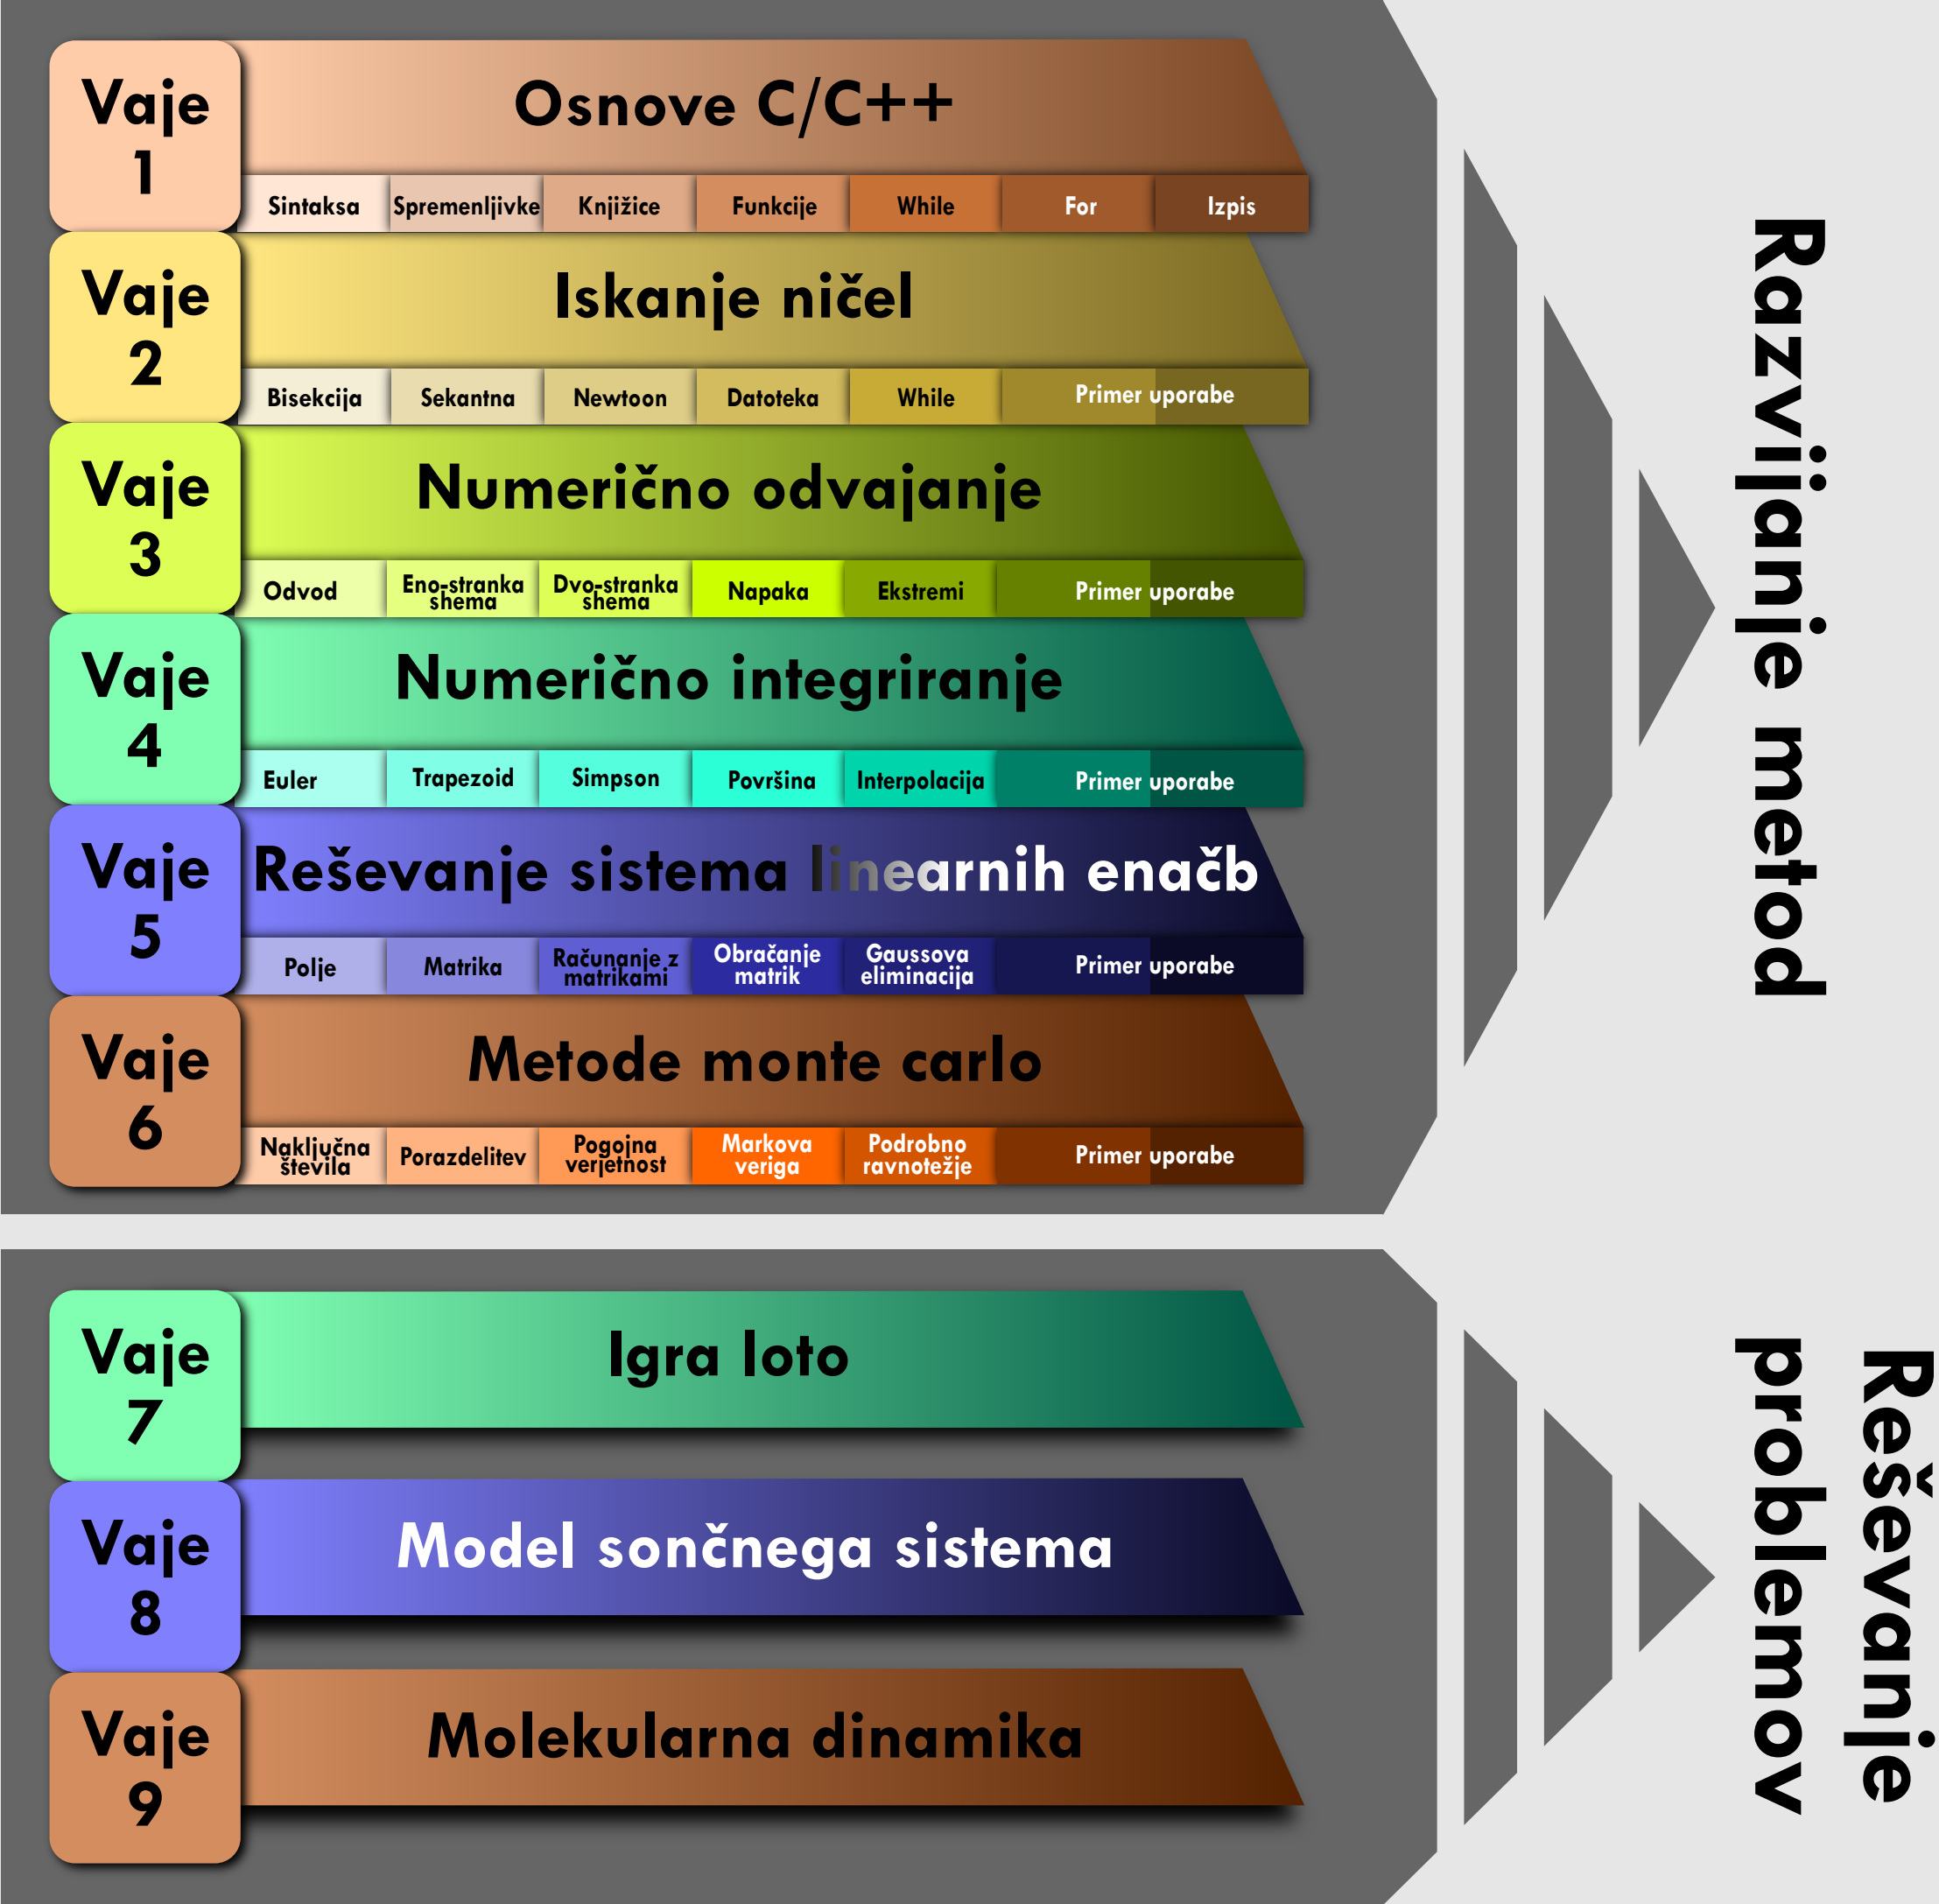 Vaje
1
Osnove C/C++
Sintaksa
Spremenljivke
Knjižice
Funkcije
While
For
Izpis
Vaje
2
Iskanje ničel
Bisekcija
Sekantna
Newtoon
Datoteka
While
Primer uporabe
Vaje
3
Numerično odvajanje
Odvod
Eno-stranka
shema
Dvo-stranka
shema
Napaka
Ekstremi
Primer uporabe
Vaje
4
Numerično integriranje
Euler
Trapezoid
Simpson
Površina
Interpolacija
Primer uporabe
Vaje
5
Reševanje sistema linearnih enačb
Polje
Matrika
Računanje z
matrikami
Obračanje
matrik
Gaussova
eliminacija
Primer uporabe
Vaje
6
Metode monte carlo
Naključna
števila
Porazdelitev
Pogojna
verjetnost
Markova
veriga
Podrobno
ravnotežje
Primer uporabe
Razvijanje metod
Vaje
7
Igra loto
Vaje
8
Model sončnega sistema
Vaje
9
Molekularna dinamika
Reševanje
problemov